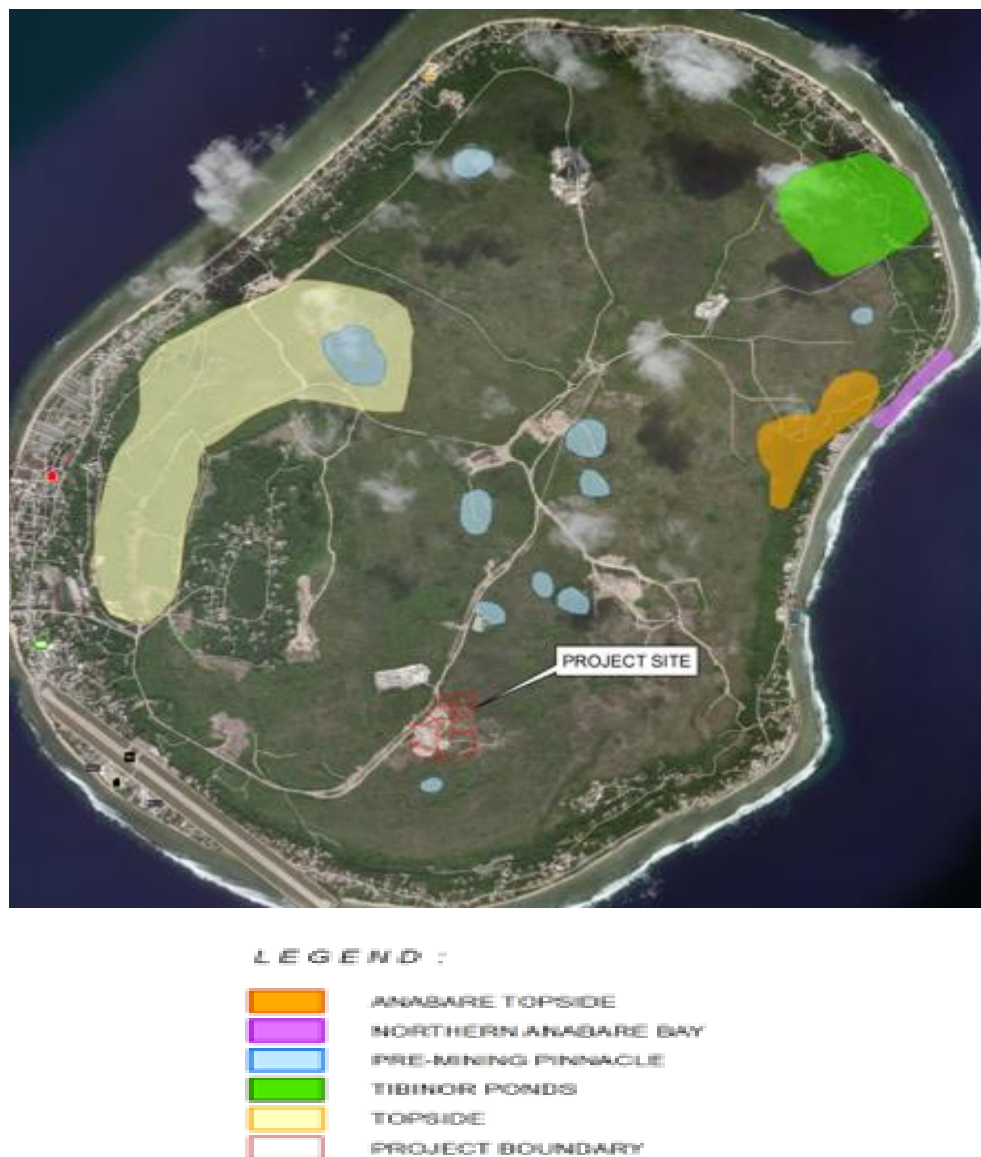 PROJECT SITE
LEGEND :
ANABARE TOPSIDE
NORTHERN ANABARE BAY
PRE-MINING PINNACLE
TIBINOR PONDS
TOPSIDE
PROJECT BOUNDARY